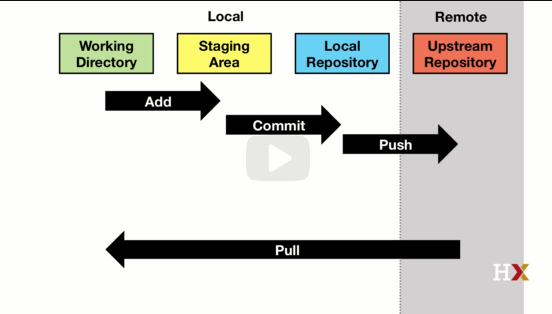 Local
Remote
Working
Directory
Staging
Area
Local
Repository
Upstream
Repository
Add
Commit
Push
Pull
HX